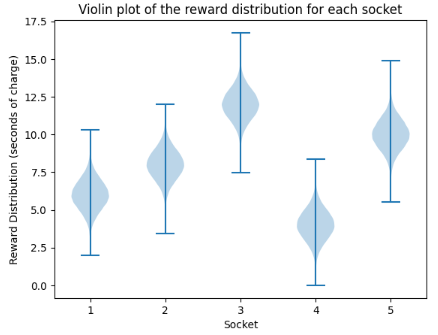 Violin plot of the reward distribution for each socket
Reward Distribution (seconds of charge)
17.5
15.0
12.5
10.0
7.5
5.0
2.5
0.0
1 2 3 4 5
Socket